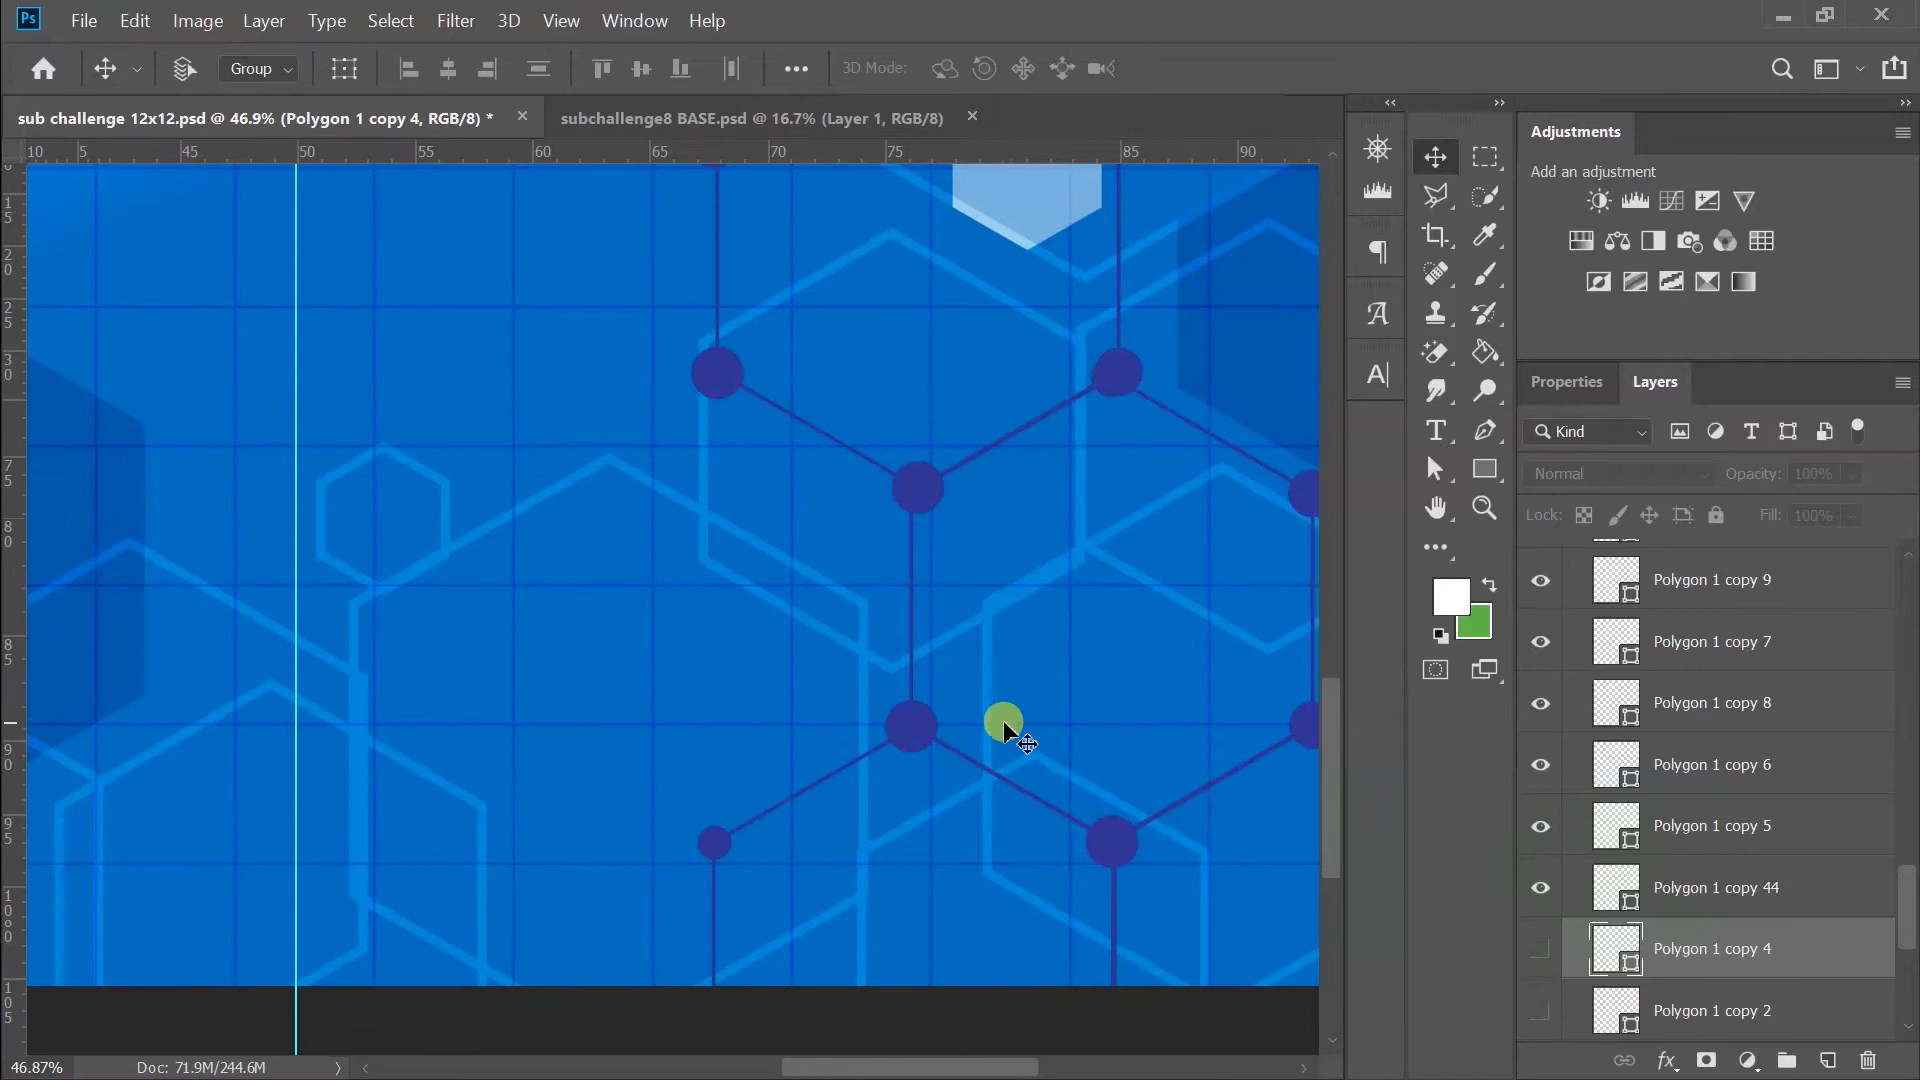 Ps File Edit Image Layer Type Select Filter 3D View Window Help
Group 3D Mode:
sub challenge 12x12.psd @ 46.9% (Polygon 1 copy 4, RGB/8) *
subchallenge8 BASE.psd @ 16.7% (Layer 1, RGB/8)
10 5 45 50 55 60 65 70 75 85 90
Adjustments
Add an adjustment
Properties Layers
Kind
Normal Opacity: 100%
Lock: Fill: 100%
Polygon 1 copy 9
Polygon 1 copy 7
Polygon 1 copy 8
Polygon 1 copy 6
Polygon 1 copy 5
Polygon 1 copy 44
Polygon 1 copy 4
Polygon 1 copy 2
46.87% Doc: 71.9M/244.6M